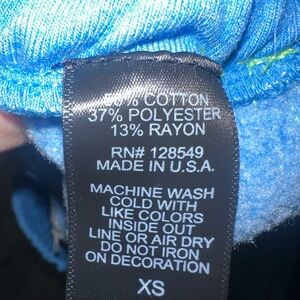 50% COTTON
37% POLYESTER
13% RAYON
RN# 128549
MADE IN U.S.A.
MACHINE WASH
COLD WITH
LIKE COLORS
INSIDE OUT
LINE OR AIR DRY
DO NOT IRON
ON DECORATION
XS